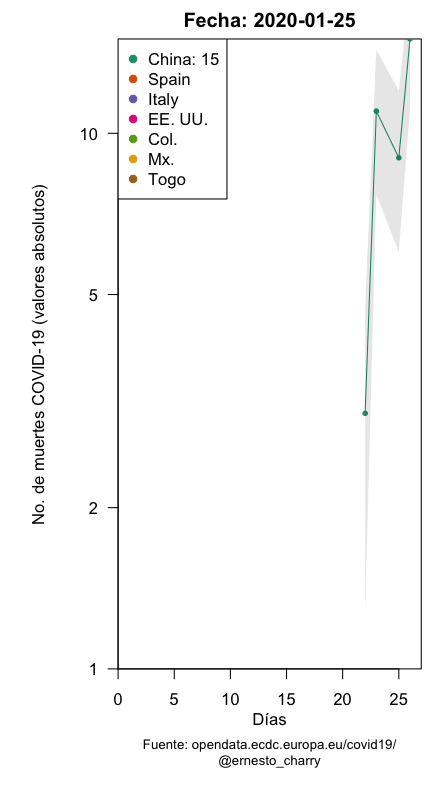 Fecha: 2020-01-25
China: 15
Spain
Italy
EE. UU.
Col.
Mx.
Togo
No. de muertes COVID-19 (valores absolutos)
10
5
2
1
0 5 10 15 20 25
Días
Fuente: opendata.ecdc.europa.eu/covid19/
@ernesto_charry